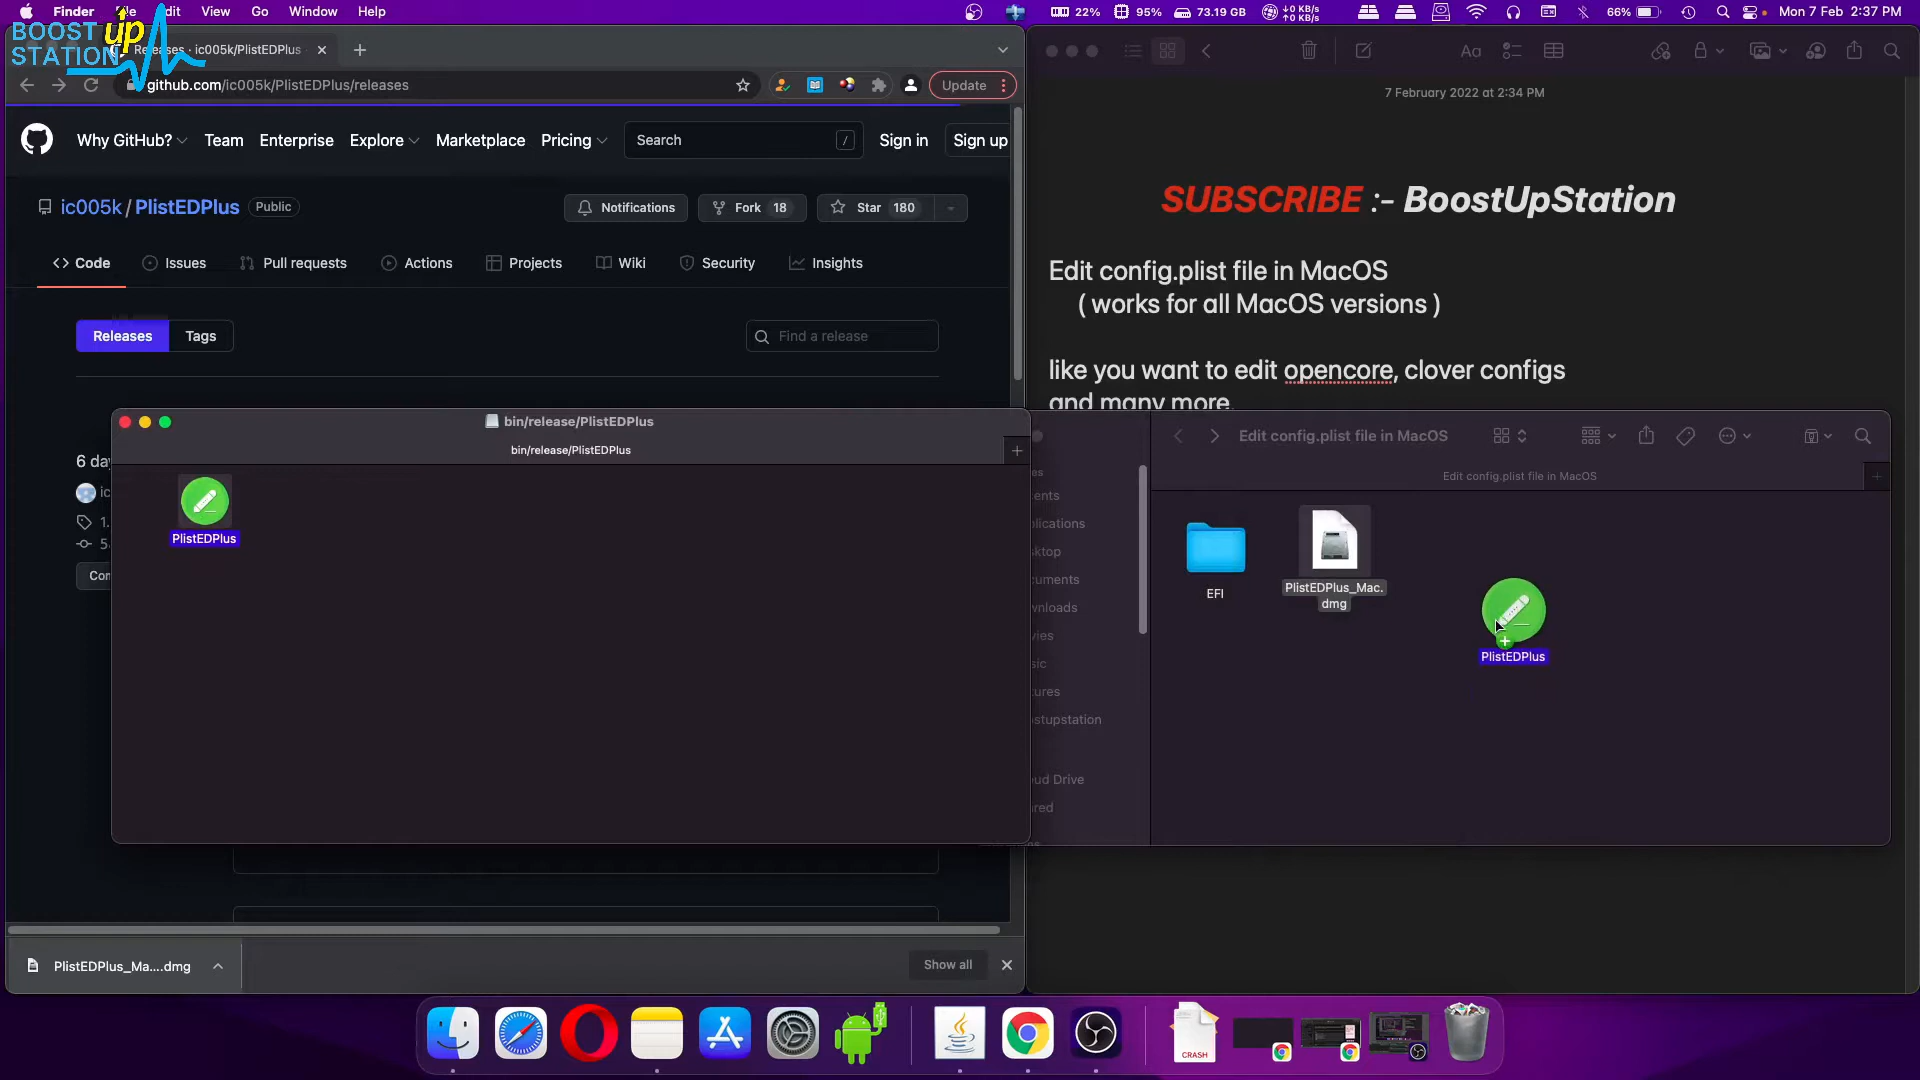 Finder
View
Go
Window
Help
22%
95%
73.19 GB
0 KB/s
0 KB/s
66%
Mon 7 Feb 2:37 PM
BOOST up
STATION
Releases · ic005k/PlistEDPlus
github.com/ic005k/PlistEDPlus/releases
Update
Why GitHub?
Team
Enterprise
Explore
Marketplace
Pricing
Search
/
Sign in
Sign up
ic005k / PlistEDPlus
Public
Notifications
Fork 18
Star 180
Code
Issues
Pull requests
Actions
Projects
Wiki
Security
Insights
Releases
Tags
Find a release
bin/release/PlistEDPlus
bin/release/PlistEDPlus
PlistEDPlus
PlistEDPlus_Ma....dmg
Show all
Aa
7 February 2022 at 2:34 PM
SUBSCRIBE :- BoostUpStation
Edit config.plist file in MacOS
( works for all MacOS versions )
like you want to edit opencore, clover configs
and many more.
Edit config.plist file in MacOS
Edit config.plist file in MacOS
EFI
PlistEDPlus_Mac.
dmg
PlistEDPlus
CRASH